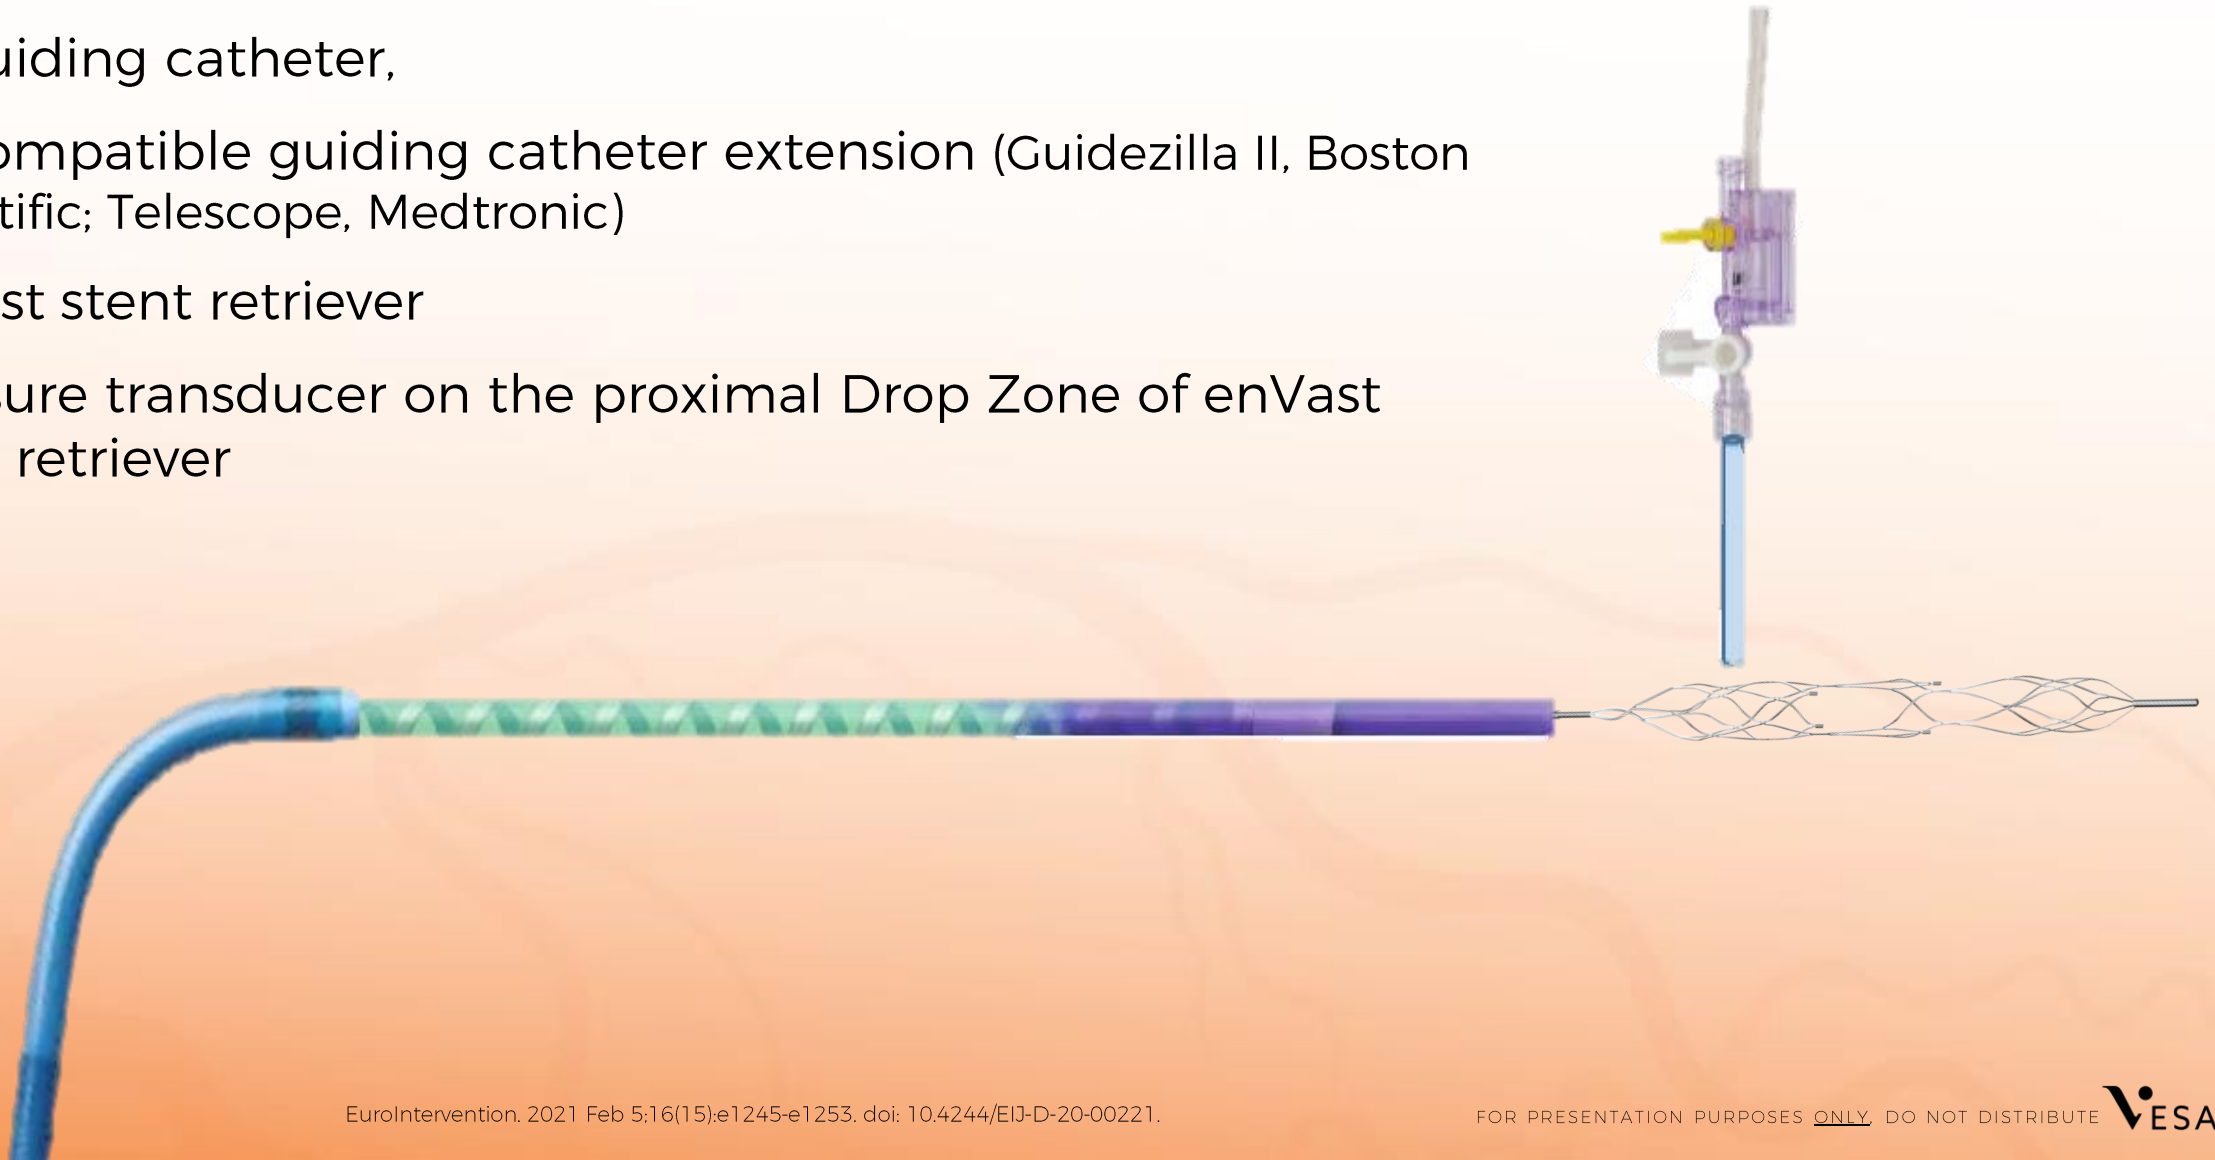 uiding catheter,
ompatible guiding catheter extension (Guidezilla II, Boston
tific; Telescope, Medtronic)
st stent retriever
sure transducer on the proximal Drop Zone of enVast
retriever
EuroIntervention. 2021 Feb 5;16(15):e1245-e1253. doi: 10.4244/EIJ-D-20-00221.
FOR PRESENTATION PURPOSES ONLY, DO NOT DISTRIBUTE
VESA